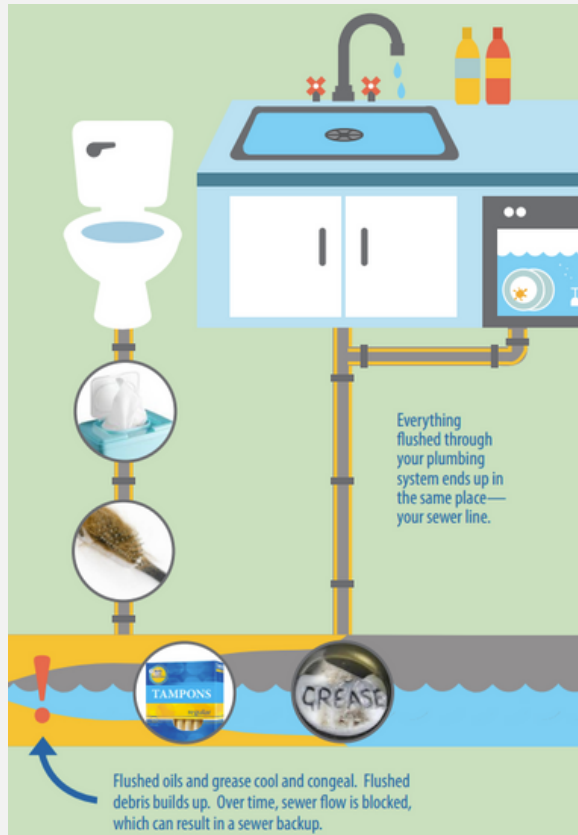 Everything
flushed through
your plumbing
system ends up in
the same place—
your sewer line.
TAMPONS
regular
GREASE
Flushed oils and grease cool and congeal. Flushed
debris builds up. Over time, sewer flow is blocked,
which can result in a sewer backup.